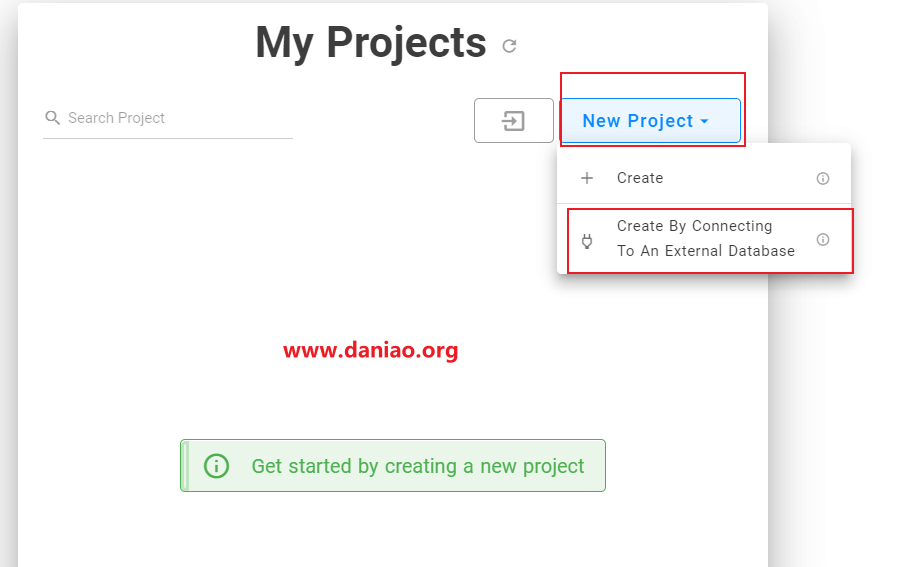 My Projects
Search Project
New Project
Create
Create By Connecting
To An External Database
www.daniao.org
Get started by creating a new project